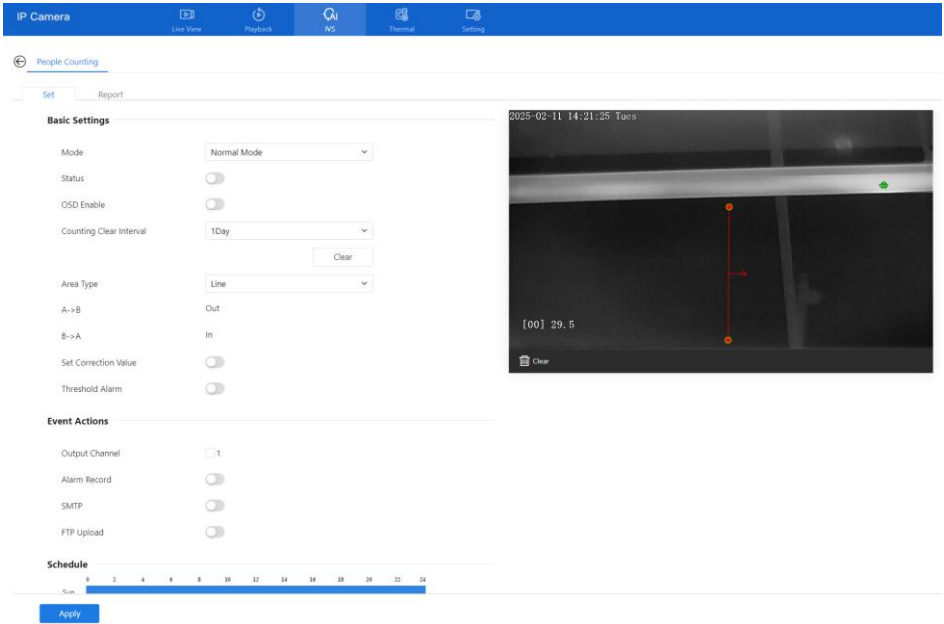 IP Camera
Live View
Playback
IVS
Thermal
Setting
People Counting
Set Report
Basic Settings
Mode Normal Mode
Status
OSD Enable
Counting Clear Interval 1Day
Clear
Area Type Line
A->B Out
B->A In
Set Correction Value
Threshold Alarm
Event Actions
Output Channel 1
Alarm Record
SMTP
FTP Upload
Schedule
0 2 4 6 8 10 12 14 16 18 20 22 24
Sun
Apply
2025-02-11 14:21:25 Tues
[00] 29.5
Clear